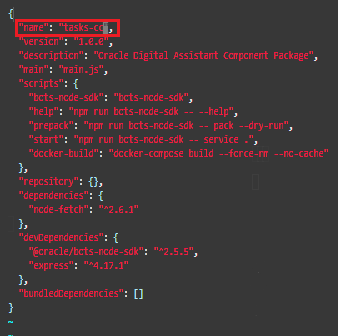 {
"name": "tasks-cs",
"version": "1.0.0",
"description": "Oracle Digital Assistant Component Package",
"main": "main.js",
"scripts": {
"bots-node-sdk": "bots-node-sdk",
"help": "npm run bots-node-sdk -- --help",
"prepack": "npm run bots-node-sdk -- pack --dry-run",
"start": "npm run bots-node-sdk -- service .",
"docker-build": "docker-compose build --force-rm --no-cache"
},
"repository": {},
"dependencies": {
"node-fetch": "^2.6.1"
},
"devDependencies": {
"@oracle/bots-node-sdk": "^2.5.5",
"express": "^4.17.1"
},
"bundledDependencies": []
}
~
~